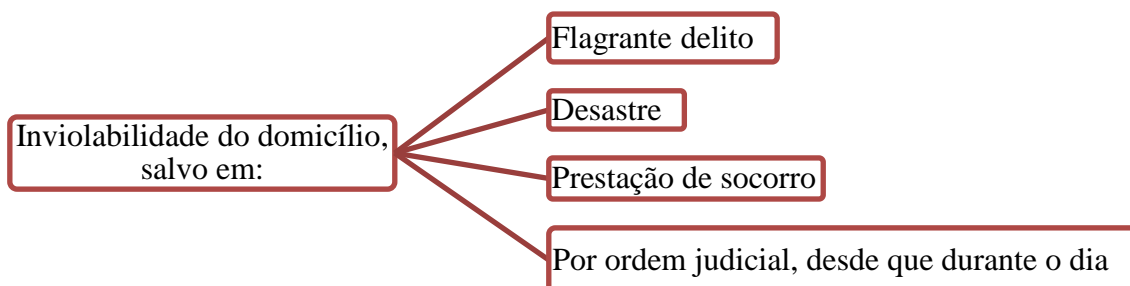 Inviolabilidade do domicílio,
salvo em:
Flagrante delito
Desastre
Prestação de socorro
Por ordem judicial, desde que durante o dia